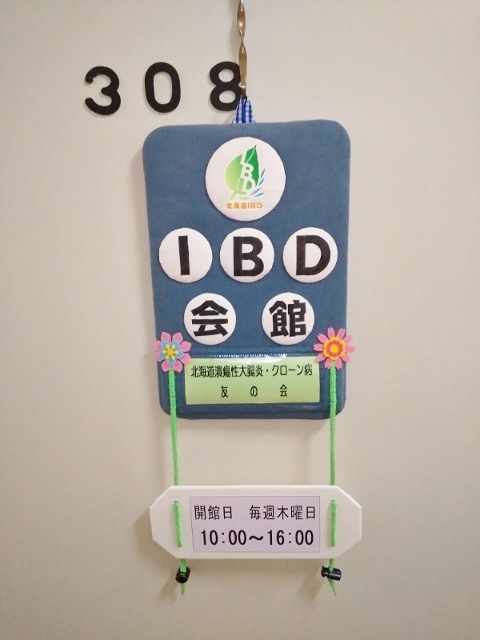 308
IBD
北海道IBD
IBD
会館
北海道潰瘍性大腸炎・クローン病
友の会
開館日 毎週木曜日
10:00～16:00